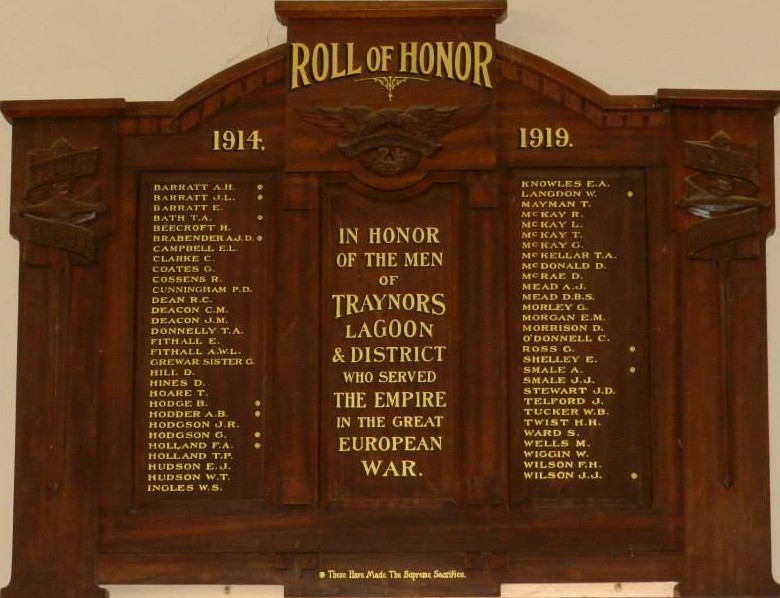 ROLL OF HONOR
1914.
1919.
BARRATT A.H. •
BARRATT J.L. •
BARRATT E.
BATH T.A. •
BEECROFT H.
BRABENDER A.J.D. •
CAMPBELL E.L.
CLARKE C.
COATES G.
COSSENS R.
CUNNINGHAM P.D.
DEAN R.C.
DEACON C.M.
DEACON J.M.
DONNELLY T.A.
FITHALL E.
FITHALL A.W.L.
GREWAR SISTER G.
HILL D.
HINES D.
HOARE T.
HODGE B. •
HODDER A.B. •
HODGSON J.R.
HODGSON G. •
HOLLAND F.A. •
HOLLAND T.P.
HUDSON E.J.
HUDSON W.T.
INGLES W.S.
IN HONOR
OF THE MEN
OF
TRAYNORS
LAGOON
& DISTRICT
WHO SERVED
THE EMPIRE
IN THE GREAT
EUROPEAN
WAR.
KNOWLES E.A.
LANGDON W. •
MAYMAN T.
McKAY R.
McKAY L.
McKAY T.
McKAY G.
McKELLAR T.A.
McDONALD D.
McRAE D.
MEAD A.J.
MEAD D.B.S.
MORLEY G.
MORGAN E.M.
MORRISON D.
O'DONNELL C.
ROSS G. •
SHELLEY E.
SMALE A. •
SMALE J.J.
STEWART J.D.
TELFORD J.
TUCKER W.B.
TWIST H.H.
WARD S.
WELLS M.
WIGGIN W.
WILSON F.H.
WILSON J.J. •
• These Have Made The Supreme Sacrifice.